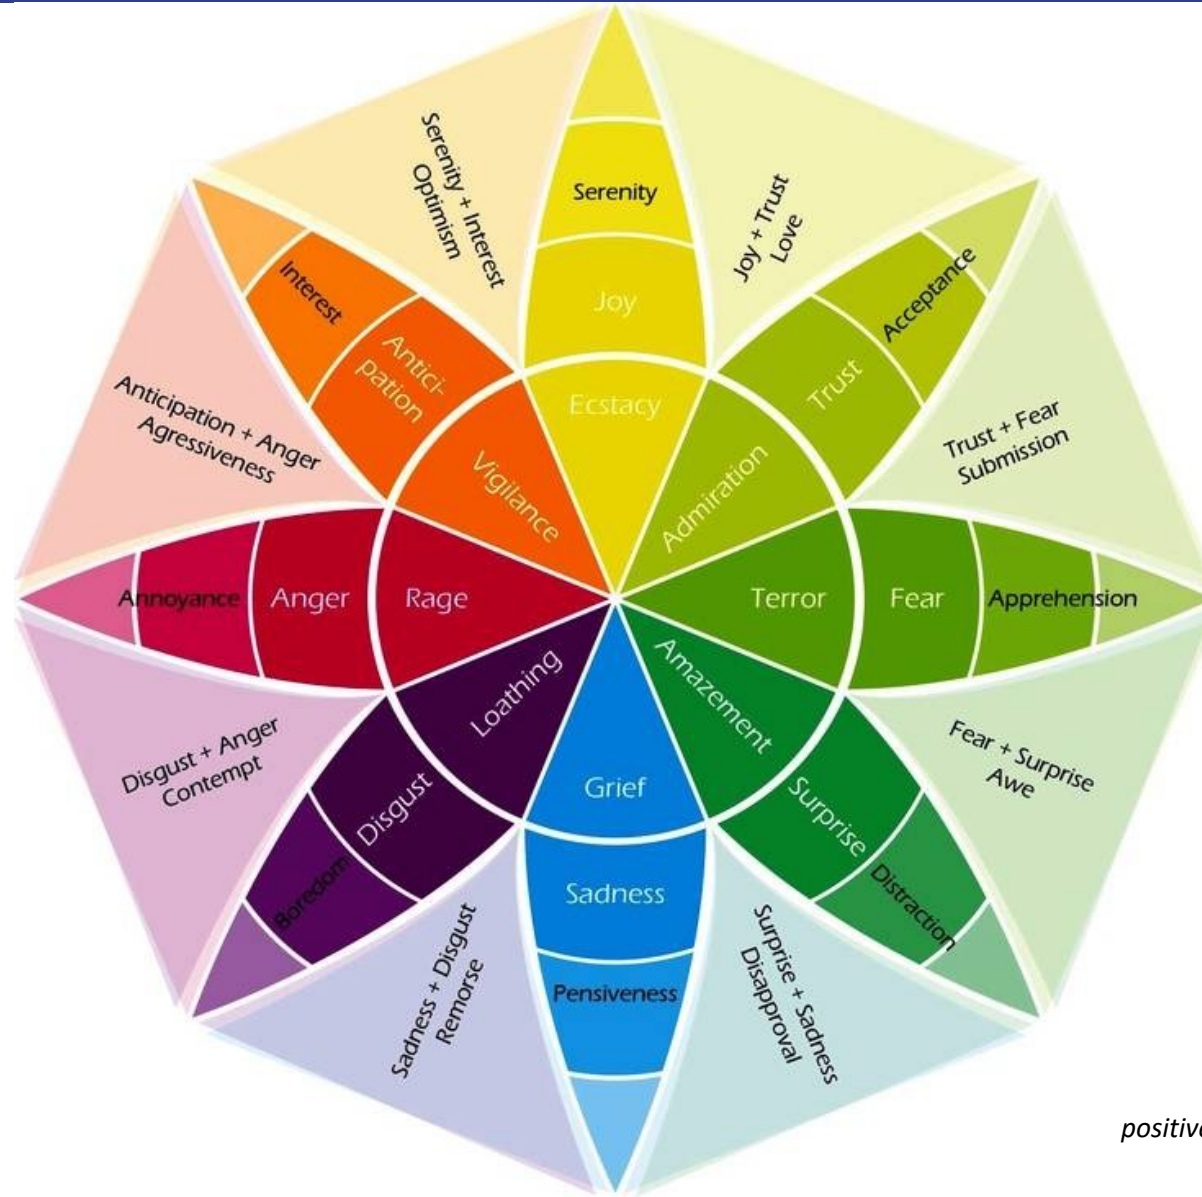 Serenity + Interest
Optimism
Serenity
Joy
Ecstacy
Joy + Trust
Love
Interest
Antici-
pation
Vigilance
Acceptance
Trust
Admiration
Anticipation + Anger
Agressiveness
Trust + Fear
Submission
Annoyance
Anger
Rage
Terror
Fear
Apprehension
Disgust + Anger
Contempt
Loathing
Disgust
Boredom
Grief
Sadness
Pensiveness
Amazement
Surprise
Distraction
Fear + Surprise
Awe
Sadness + Disgust
Remorse
Surprise + Sadness
Disapproval